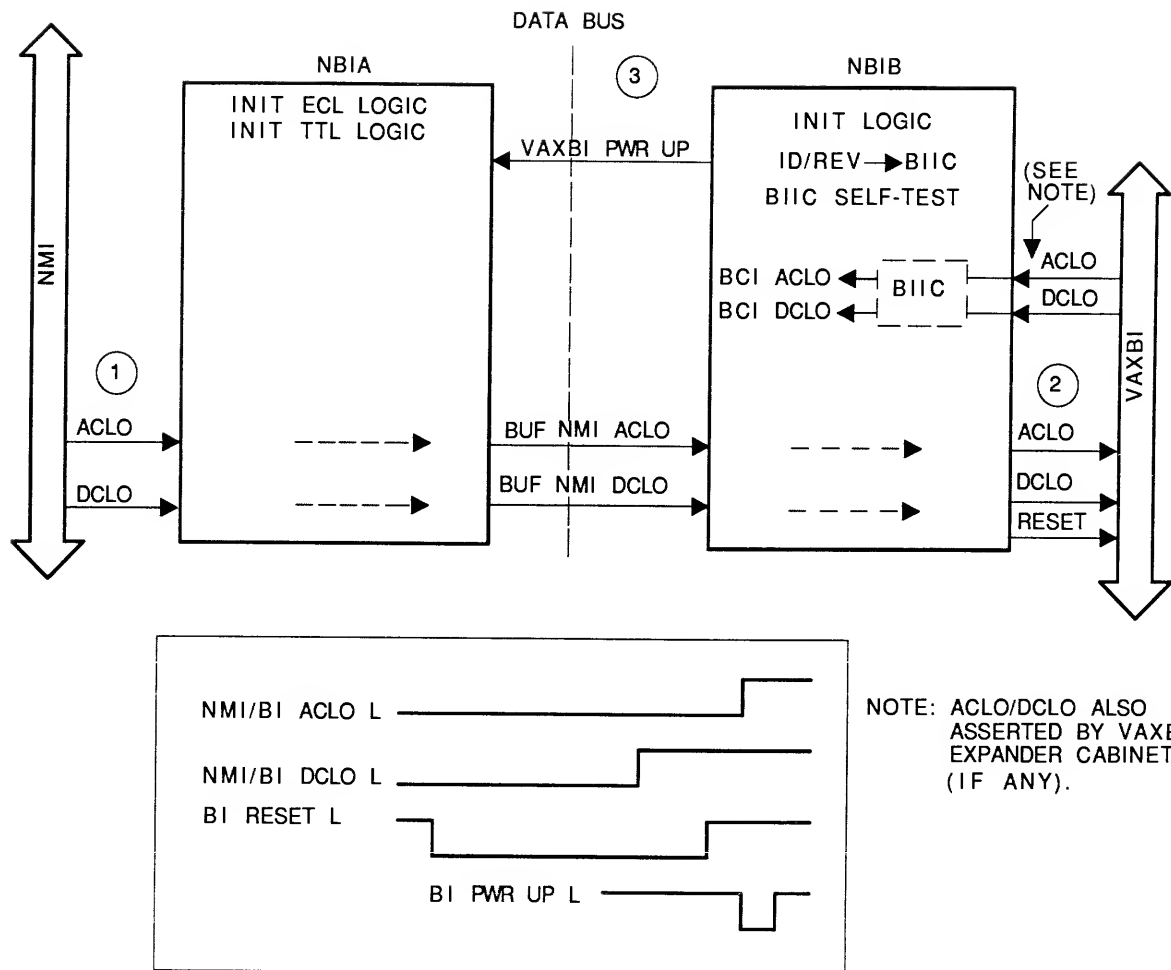 DATA BUS
NBIA
3
NBIB
INIT ECL LOGIC
INIT TTL LOGIC
INIT LOGIC
VAXBI PWR UP
ID/REV BIIC
BIIC SELF-TEST
(SEE
NOTE)
NMI
BCI ACLO
BIIC
ACLO
BCI DCLO
DCLO
VAXBI
1
2
ACLO
BUF NMI ACLO
ACLO
DCLO
BUF NMI DCLO
DCLO
RESET
NMI/BI ACLO L
NMI/BI DCLO L
BI RESET L
BI PWR UP L
NOTE: ACLO/DCLO ALSO
ASSERTED BY
EXPANDER CABINET
(IF ANY).